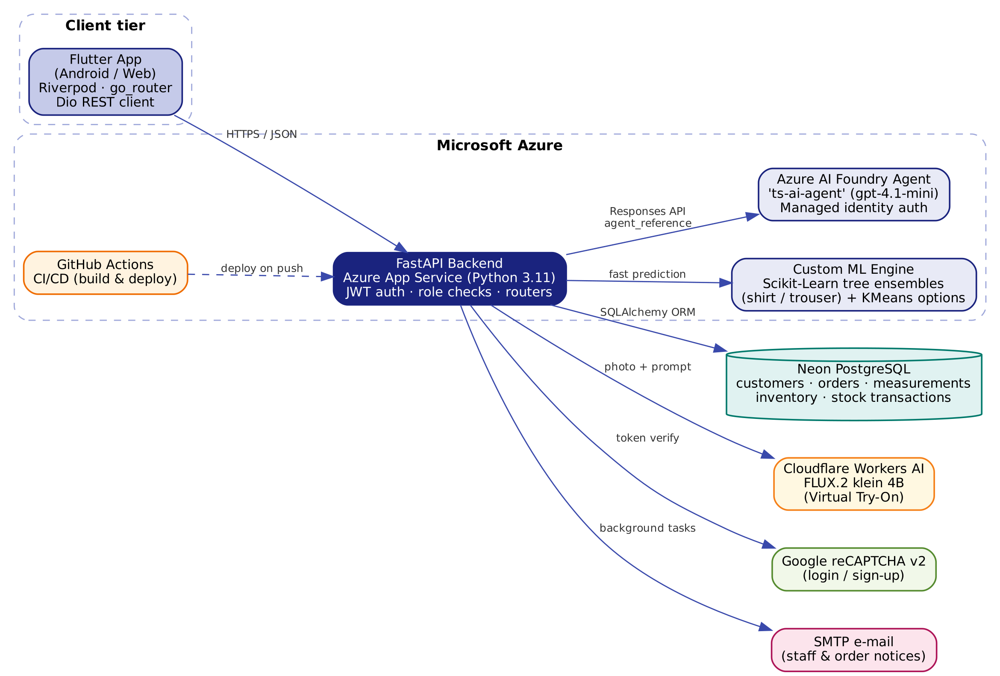 Client tier
Flutter App
(Android / Web)
Riverpod · go_router
Dio REST client
HTTPS / JSON
Microsoft Azure
Azure AI Foundry Agent
'ts-ai-agent' (gpt-4.1-mini)
Managed identity auth
Responses API
agent_reference
GitHub Actions
CI/CD (build & deploy)
deploy on push
FastAPI Backend
Azure App Service (Python 3.11)
JWT auth · role checks · routers
fast prediction
Custom ML Engine
Scikit-Learn tree ensembles
(shirt / trouser) + KMeans options
SQLAlchemy ORM
Neon PostgreSQL
customers · orders · measurements
inventory · stock transactions
photo + prompt
Cloudflare Workers AI
FLUX.2 klein 4B
(Virtual Try-On)
token verify
Google reCAPTCHA v2
(login / sign-up)
background tasks
SMTP e-mail
(staff & order notices)